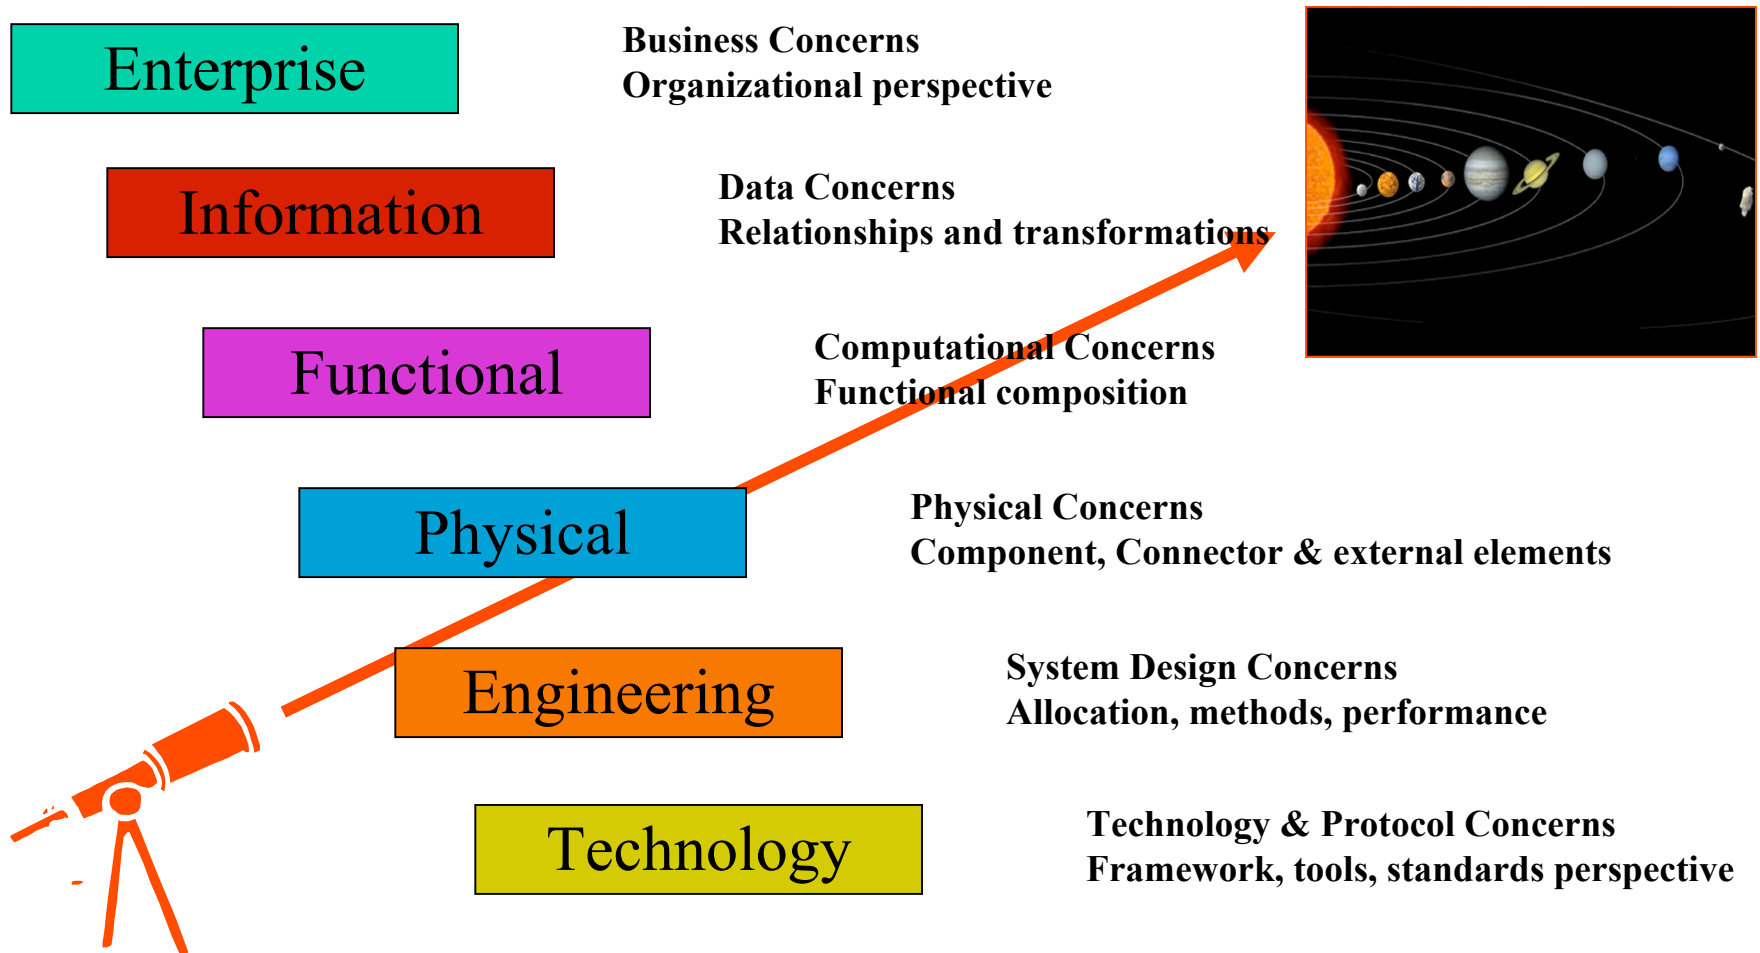 Enterprise
Business Concerns
Organizational perspective
Information
Data Concerns
Relationships and transformations
Functional
Computational Concerns
Functional composition
Physical
Physical Concerns
Component, Connector & external elements
Engineering
System Design Concerns
Allocation, methods, performance
Technology
Technology & Protocol Concerns
Framework, tools, standards perspective